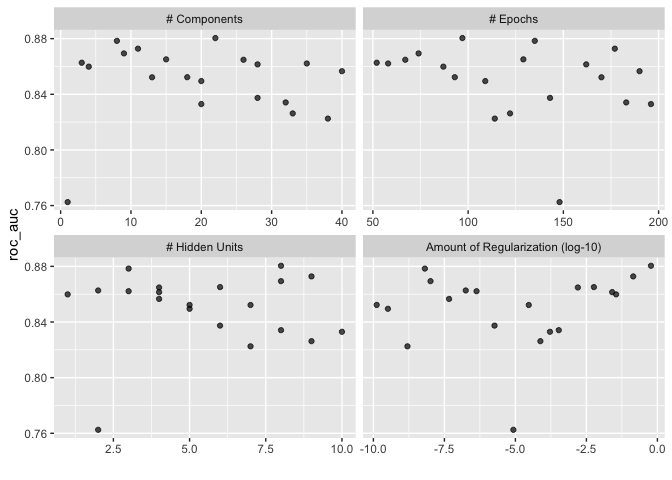 # Components
# Epochs
0.88
0.84
0.80
0.76
0 10 20 30 40
50 100 150 200
roc_auc
# Hidden Units
Amount of Regularization (log-10)
0.88
0.84
0.80
0.76
2.5 5.0 7.5 10.0
-10.0 -7.5 -5.0 -2.5 0.0